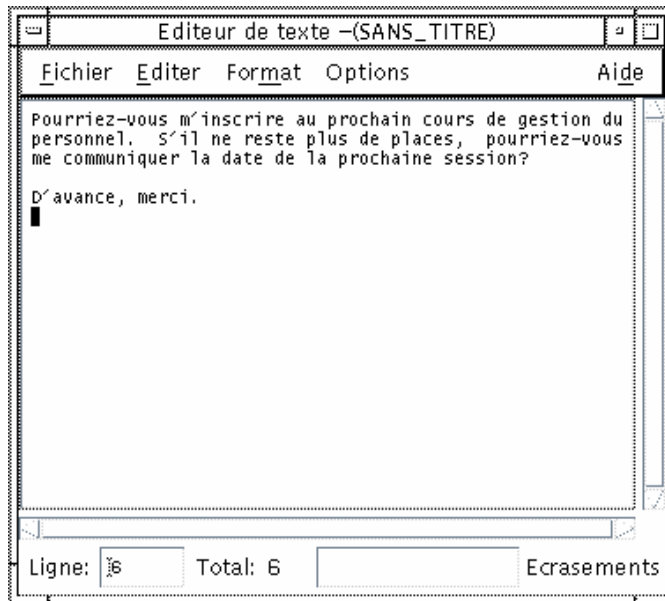 Editeur de texte –(SANS_TITRE)
Fichier Editer Format Options Aide
Pourriez-vous m´inscrire au prochain cours de gestion du
personnel. S´il ne reste plus de places, pourriez-vous
me communiquer la date de la prochaine session?
D´avance, merci.
Ligne: 6 Total: 6 Ecrasements